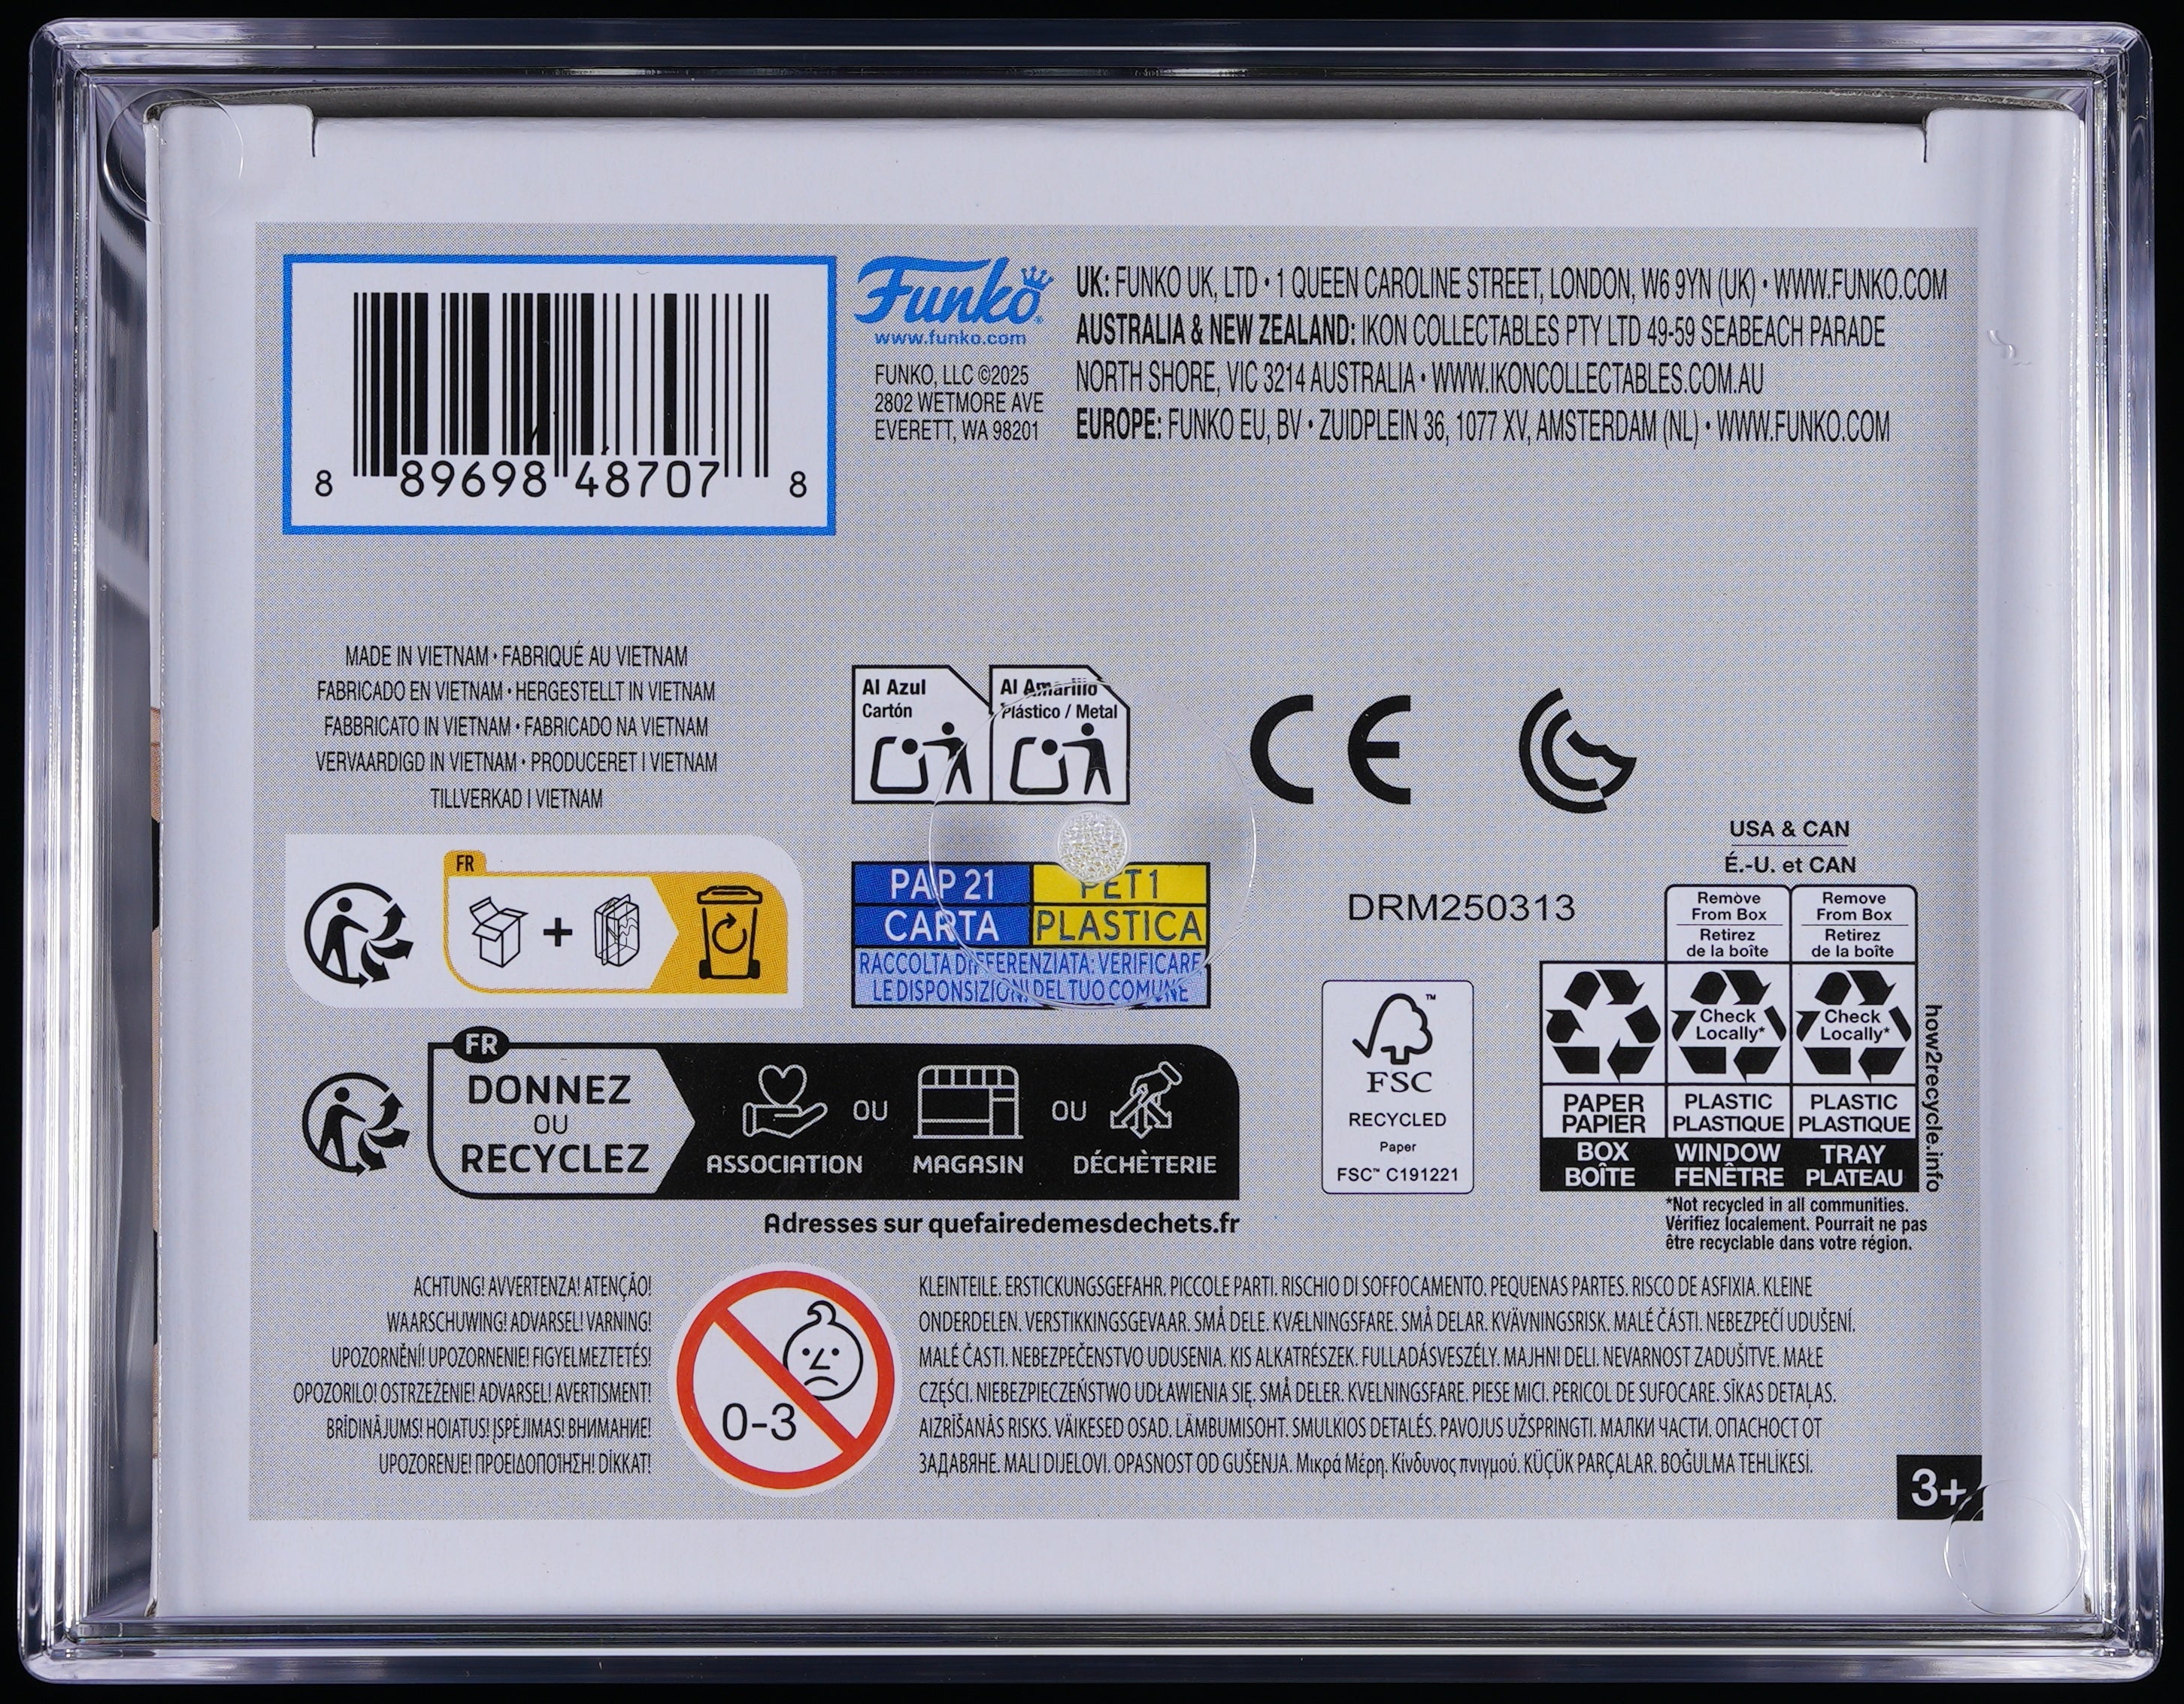 8 89698 48707 8
Funko
www.funko.com
FUNKO, LLC ©2025
2802 WETMORE AVE
EVERETT, WA 98201
UK: FUNKO UK, LTD • 1 QUEEN CAROLINE STREET, LONDON, W6 9YN (UK) • WWW.FUNKO.COM
AUSTRALIA & NEW ZEALAND: IKON COLLECTABLES PTY LTD 49-59 SEABEACH PARADE
NORTH SHORE, VIC 3214 AUSTRALIA • WWW.IKONCOLLECTABLES.COM.AU
EUROPE: FUNKO EU, BV • ZUIDPLEIN 36, 1077 XV, AMSTERDAM (NL) • WWW.FUNKO.COM
MADE IN VIETNAM • FABRIQUÉ AU VIETNAM
FABRICADO EN VIETNAM • HERGESTELLT IN VIETNAM
FABBRICATO IN VIETNAM • FABRICADO NA VIETNAM
VERVAARDIGD IN VIETNAM • PRODUCERET I VIETNAM
TILLVERKAD I VIETNAM
Al Azul
Cartón
Al Amarillo
Plástico / Metal
CE
FR
PAP 21
CARTA
PET 1
PLASTICA
RACCOLTA DIFFERENZIATA: VERIFICARE
LE DISPONSIZIONI DEL TUO COMUNE
DRM250313
USA & CAN
É.-U. et CAN
Remove
From Box
Retirez
de la boîte
Remove
From Box
Retirez
de la boîte
Check
Locally*
Check
Locally*
PAPER
PAPIER
BOX
BOÎTE
PLASTIC
PLASTIQUE
WINDOW
FENÊTRE
PLASTIC
PLASTIQUE
TRAY
PLATEAU
how2recycle.info
*Not recycled in all communities.
Vérifiez localement. Pourrait ne pas
être recyclable dans votre région.
FSC™
RECYCLED
Paper
FSC™ C191221
FR
DONNEZ
OU
RECYCLEZ
ASSOCIATION
OU
MAGASIN
OU
DÉCHÈTERIE
Adresses sur quefairedemesdechets.fr
ACHTUNG! AVVERTENZA! ATENÇÃO!
WAARSCHUWING! ADVARSEL! VARNING!
UPOZORNĚNÍ! UPOZORNENIE! FIGYELMEZTETÉS!
OPOZORILO! OSTRZEŻENIE! ADVARSEL! AVERTISMENT!
BRĪDINĀJUMS! HOIATUS! ĮSPĖJIMAS! ВНИМАНИЕ!
UPOZORENJE! ΠΡΟΕΙΔΟΠΟΊΗΣΗ! DİKKAT!
0-3
KLEINTEILE. ERSTICKUNGSGEFAHR. PICCOLE PARTI. RISCHIO DI SOFFOCAMENTO. PEQUENAS PARTES. RISCO DE ASFIXIA. KLEINE
ONDERDELEN. VERSTIKKINGSGEVAAR. SMÅ DELE. KVÆLNINGSFARE. SMÅ DELAR. KVÄVNINGSRISK. MALÉ ČÁSTI. NEBEZPEČÍ UDUŠENÍ.
MALÉ ČASTI. NEBEZPEČENSTVO UDUSENIA. KIS ALKATRÉSZEK. FULLADÁSVESZÉLY. MAJHNI DELI. NEVARNOST ZADUŠITVE. MAŁE
CZĘŚCI. NIEBEZPIECZEŃSTWO UDŁAWIENIA SIĘ. SMÅ DELER. KVELNINGSFARE. PIESE MICI. PERICOL DE SUFOCARE. SĪKAS DETAĻAS.
AIZRĪŠANĀS RISKS. VÄIKESED OSAD. LÄMBUMISOHT. SMULKIOS DETALĖS. PAVOJUS UŽSPRINGTI. МАЛКИ ЧАСТИ. ОПАСНОСТ ОТ
ЗАДАВЯНЕ. MALI DIJELOVI. OPASNOST OD GUŠENJA. Μικρά Μέρη. Κίνδυνος πνιγμού. KÜÇÜK PARÇALAR. BOĞULMA TEHLİKESİ.
3+